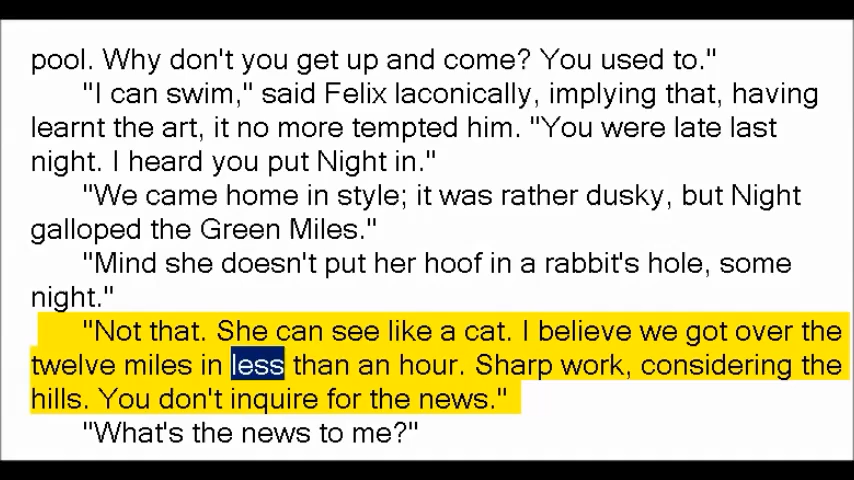 pool. Why don't you get up and come? You used to."
"I can swim," said Felix laconically, implying that, having
learnt the art, it no more tempted him. "You were late last
night. I heard you put Night in."
"We came home in style; it was rather dusky, but Night
galloped the Green Miles."
"Mind she doesn't put her hoof in a rabbit's hole, some
night."
"Not that. She can see like a cat. I believe we got over the
twelve miles in less than an hour. Sharp work, considering the
hills. You don't inquire for the news."
"What's the news to me?"